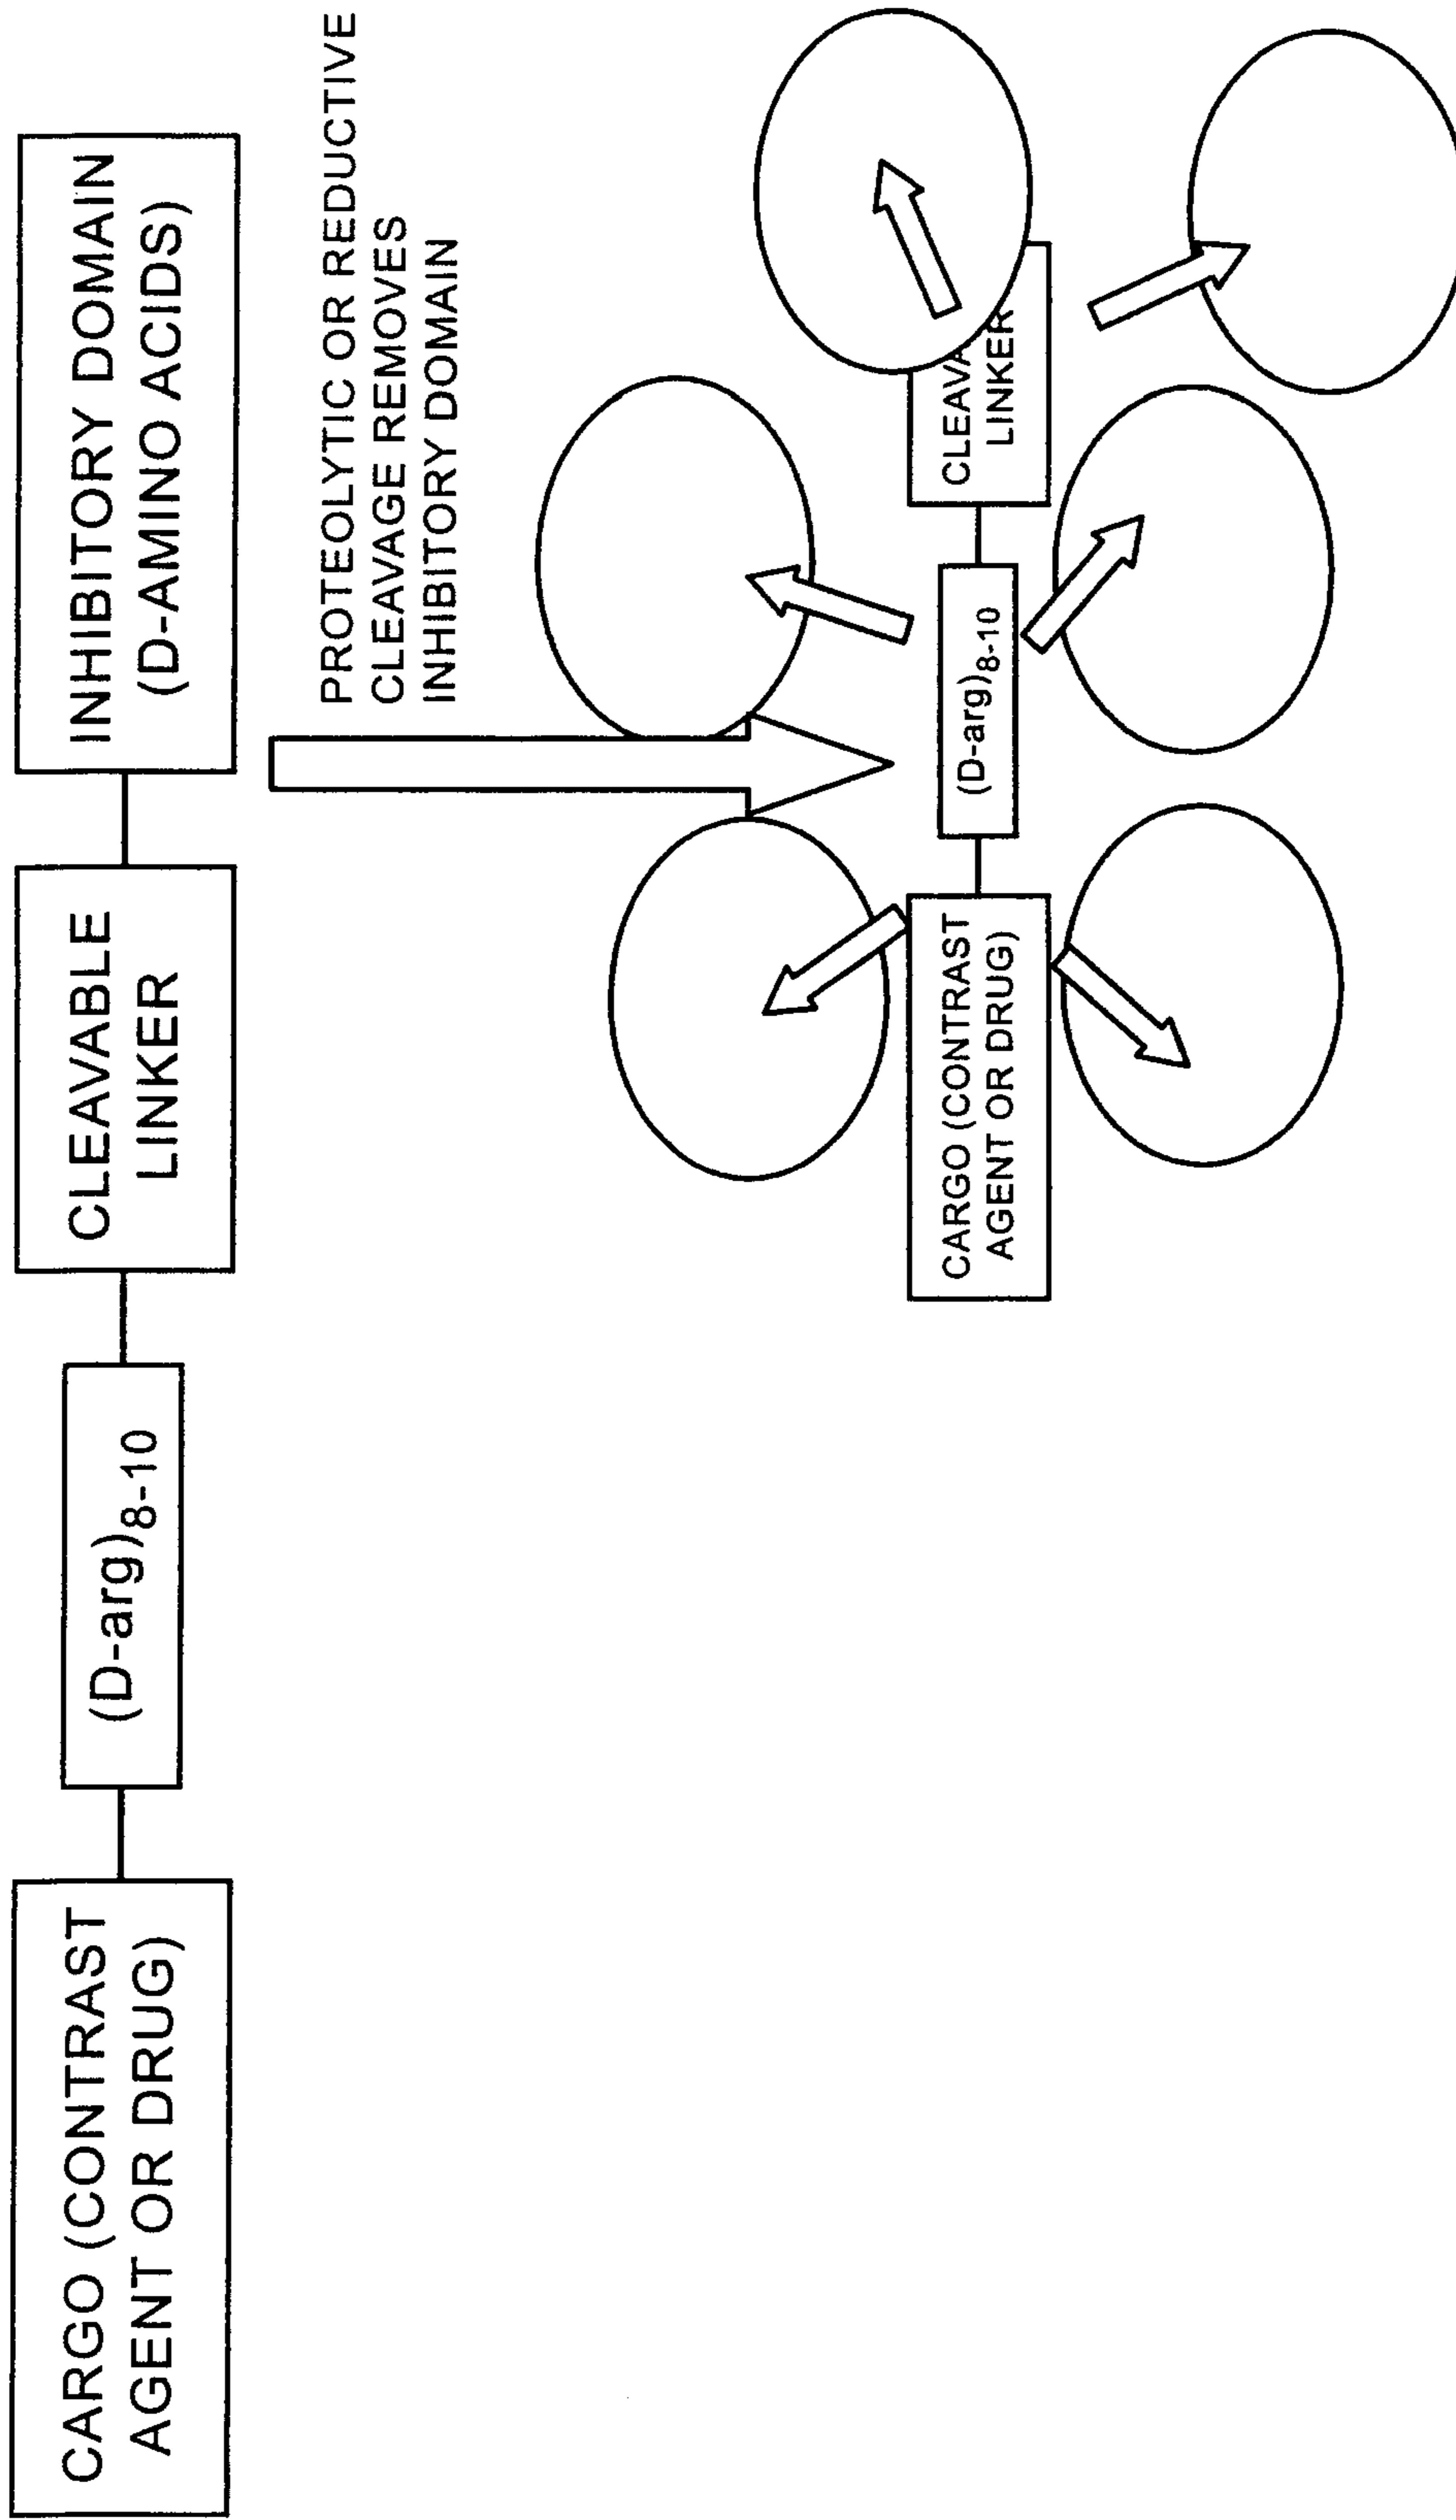 CARGO (CONTRAST
AGENT OR DRUG)
(D-arg)8-10
CLEAVABLE
LINKER
INHIBITORY DOMAIN
(D-AMINO ACIDS)
PROTEOLYTIC OR REDUCTIVE
CLEAVAGE REMOVES
INHIBITORY DOMAIN
CARGO (CONTRAST
AGENT OR DRUG)
(D-arg)8-10
CLEAVA
LINKER